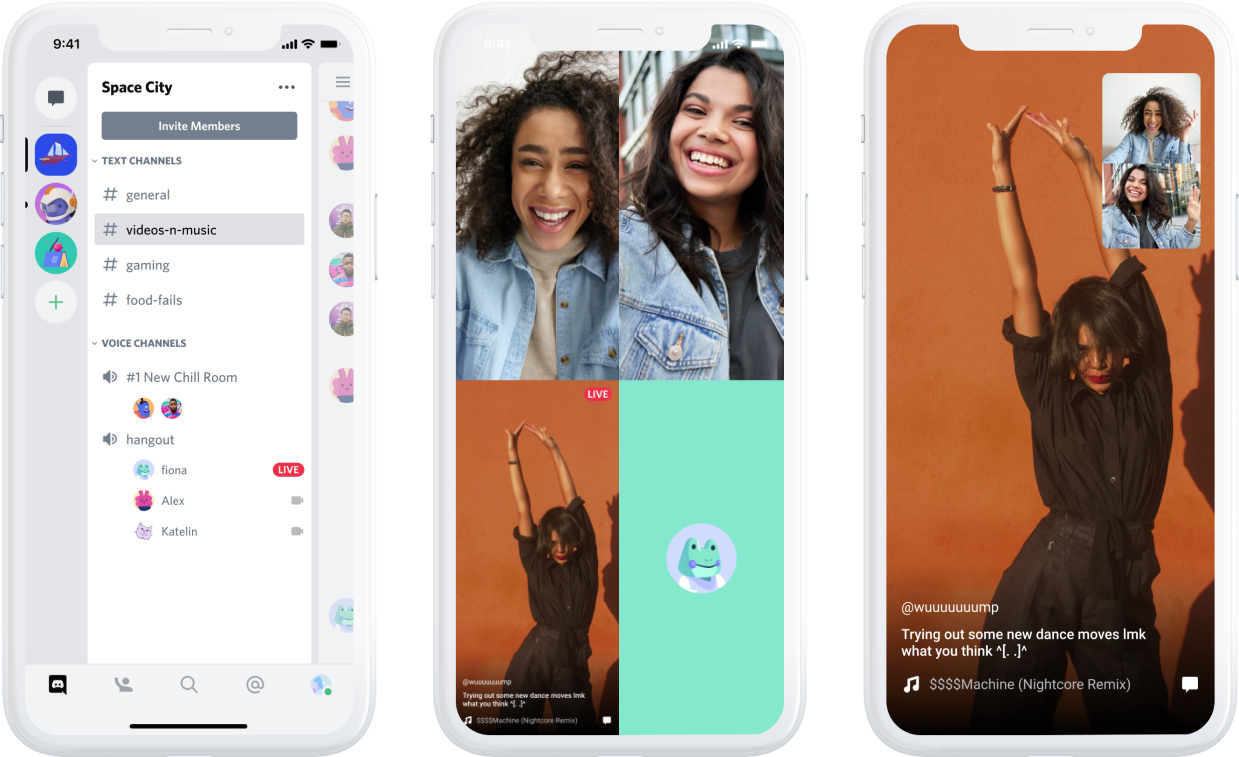 9:41
Space City
Invite Members
TEXT CHANNELS
# general
# videos-n-music
# gaming
# food-fails
VOICE CHANNELS
#1 New Chill Room
hangout
fiona LIVE
Alex
Katelin
9:41
LIVE
@wuuuuuuump
Trying out some new dance moves lmk
what you think ^[. .]^
$$$$Machine (Nightcore Remix)
@wuuuuuuump
Trying out some new dance moves lmk
what you think ^[. .]^
$$$$Machine (Nightcore Remix)